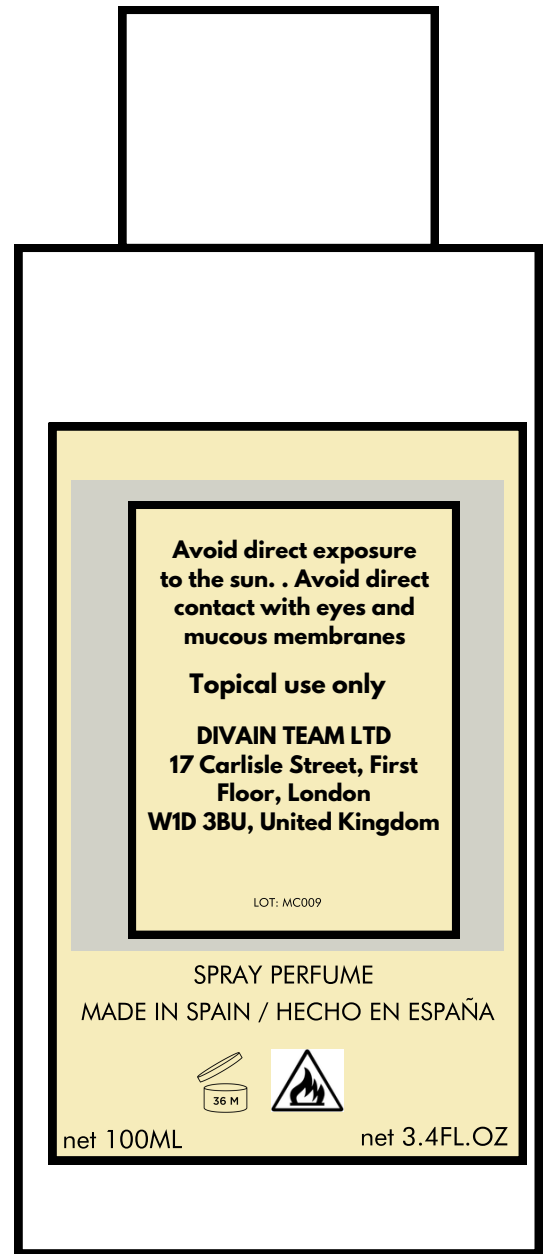 Avoid direct exposure
to the sun. . Avoid direct
contact with eyes and
mucous membranes
Topical use only
DIVAIN TEAM LTD
17 Carlisle Street, First
Floor, London
W1D 3BU, United Kingdom
LOT: MC009
SPRAY PERFUME
MADE IN SPAIN / HECHO EN ESPAÑA
36 M
net 100ML
net 3.4FL.OZ